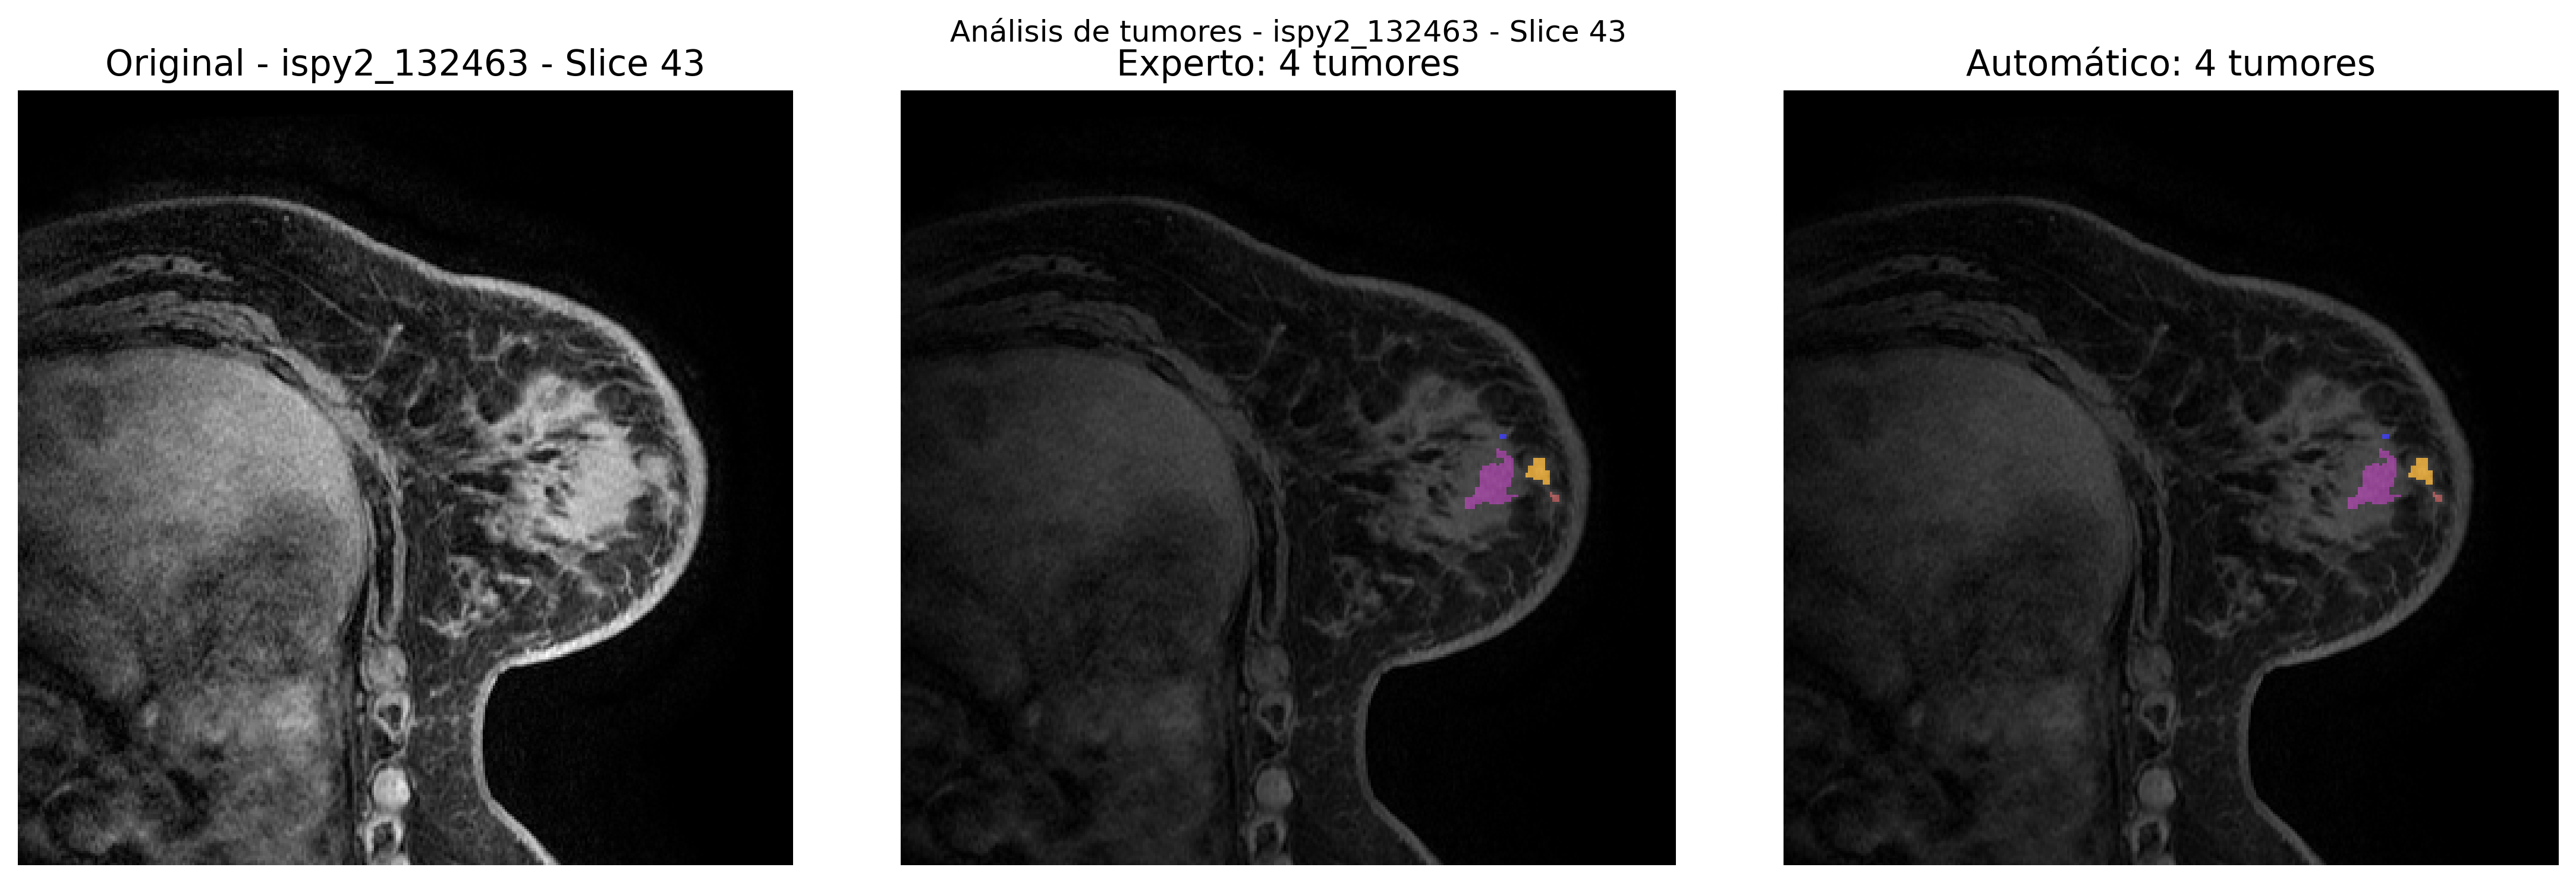 Análisis de tumores - ispy2_132463 - Slice 43
Original - ispy2_132463 - Slice 43
Experto: 4 tumores
Automático: 4 tumores